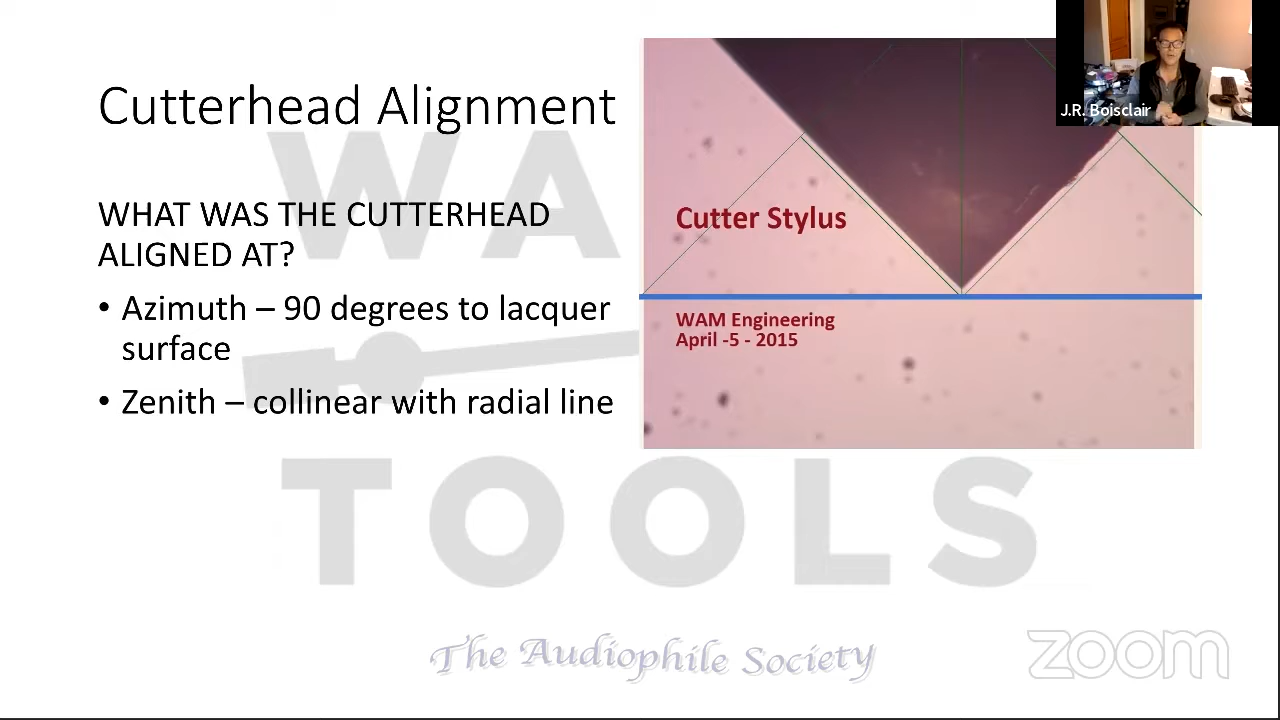 Cutterhead Alignment
WHAT WAS THE CUTTERHEAD
ALIGNED AT?
• Azimuth – 90 degrees to lacquer
surface
• Zenith – collinear with radial line
Cutter Stylus
WAM Engineering
April -5 - 2015
J.R. Boisclair
WA
TOOLS
The Audiophile Society
zoom